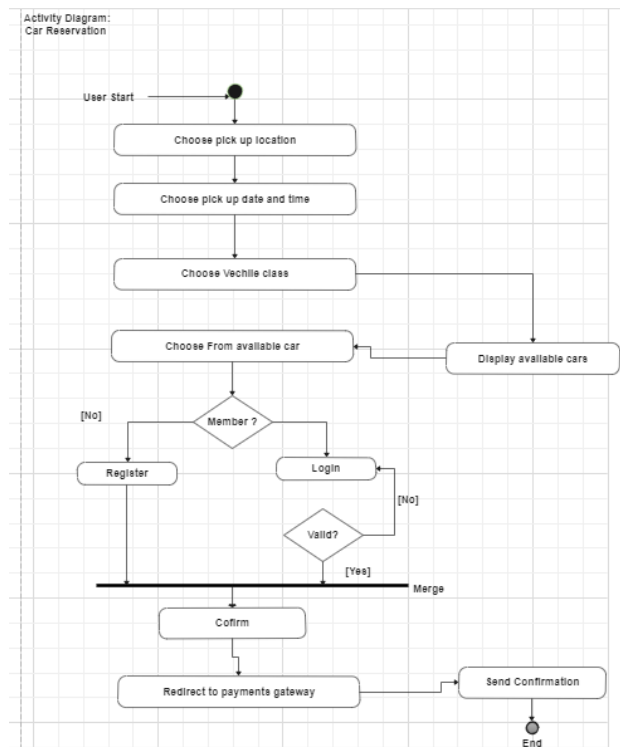 Activity Diagram:
Car Reservation
User Start
Choose pick up location
Choose pick up date and time
Choose Vechile class
Choose From available car
Display available cars
Member ?
[No]
Register
Login
[No]
Valid?
[Yes]
Merge
Cofirm
Redirect to payments gateway
Send Confirmation
End